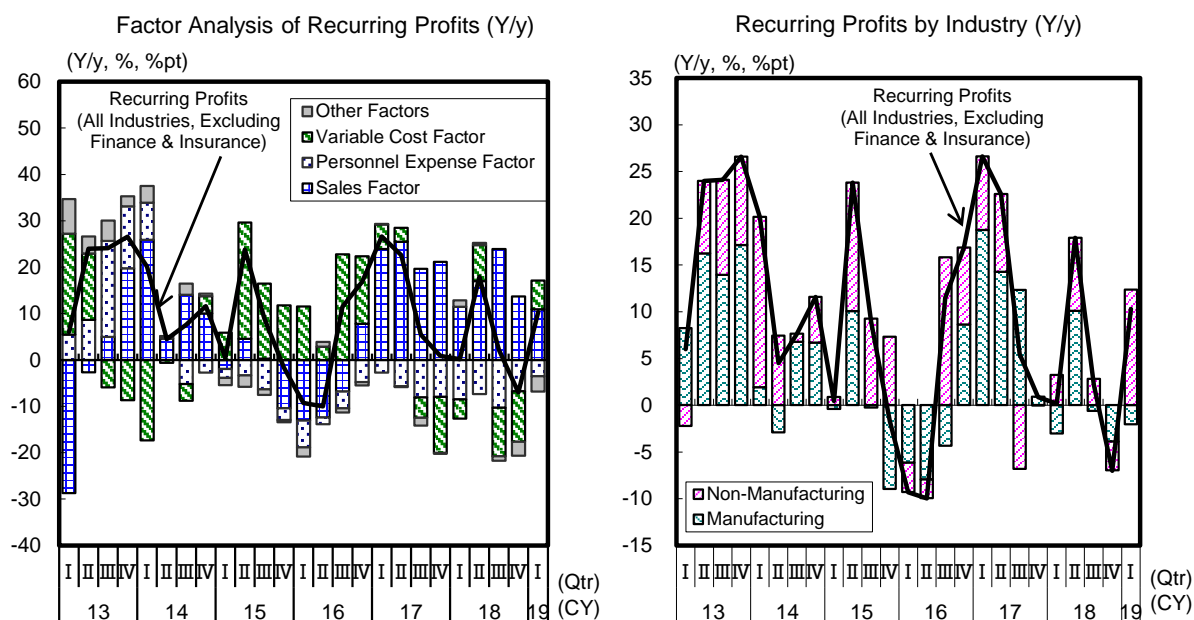 Factor Analysis of Recurring Profits (Y/y)
(Y/y, %, %pt)
60
50
40
30
20
10
0
-10
-20
-30
-40
Recurring Profits
(All Industries, Excluding
Finance & Insurance)
Other Factors
Variable Cost Factor
Personnel Expense Factor
Sales Factor
Ⅰ Ⅱ Ⅲ Ⅳ Ⅰ Ⅱ Ⅲ Ⅳ Ⅰ Ⅱ Ⅲ Ⅳ Ⅰ Ⅱ Ⅲ Ⅳ Ⅰ Ⅱ Ⅲ Ⅳ Ⅰ Ⅱ Ⅲ Ⅳ Ⅰ (Qtr)
13 14 15 16 17 18 19 (CY)
Recurring Profits by Industry (Y/y)
(Y/y, %, %pt)
35
30
25
20
15
10
5
0
-5
-10
-15
Recurring Profits
(All Industries, Excluding
Finance & Insurance)
Non-Manufacturing
Manufacturing
Ⅰ Ⅱ Ⅲ Ⅳ Ⅰ Ⅱ Ⅲ Ⅳ Ⅰ Ⅱ Ⅲ Ⅳ Ⅰ Ⅱ Ⅲ Ⅳ Ⅰ Ⅱ Ⅲ Ⅳ Ⅰ Ⅱ Ⅲ Ⅳ Ⅰ (Qtr)
13 14 15 16 17 18 19 (CY)